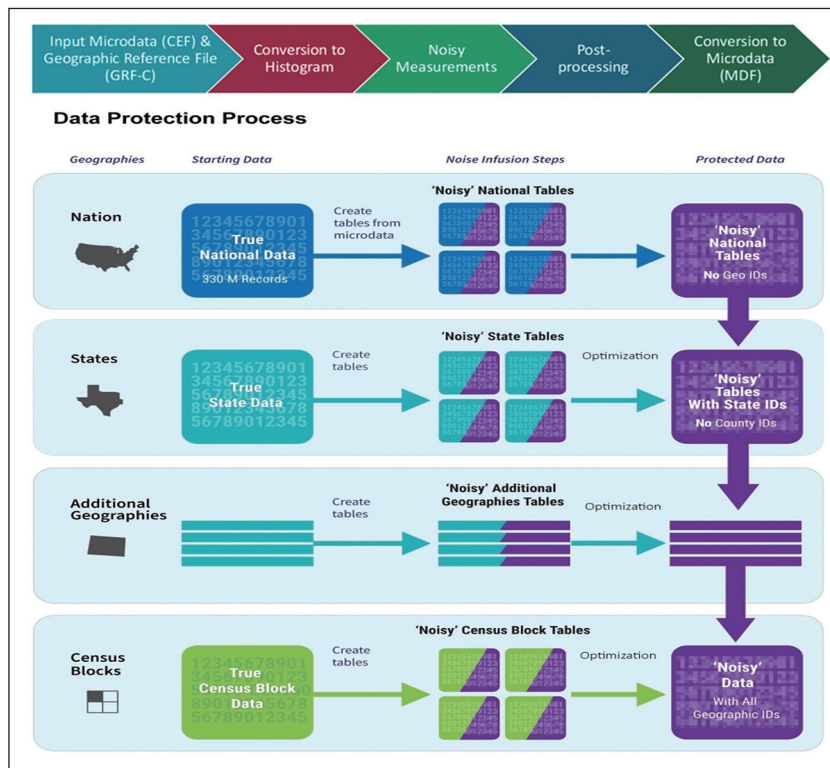 Input Microdata (CEF) &
Geographic Reference File
(GRF-C)
Conversion to
Histogram
Noisy
Measurements
Post-
processing
Conversion to
Microdata
(MDF)
Data Protection Process
Geographies
Starting Data
Noise Infusion Steps
Protected Data
Nation
True
National Data
330 M Records
Create
tables from
microdata
'Noisy' National Tables
'Noisy'
National
Tables
No Geo IDs
States
True
State Data
Create
tables
'Noisy' State Tables
Optimization
'Noisy'
Tables
With State IDs
No County IDs
Additional
Geographies
Create
tables
'Noisy' Additional
Geographies Tables
Optimization
Census
Blocks
True
Census Block
Data
Create
tables
'Noisy' Census Block Tables
Optimization
'Noisy'
Data
With All
Geographic IDs